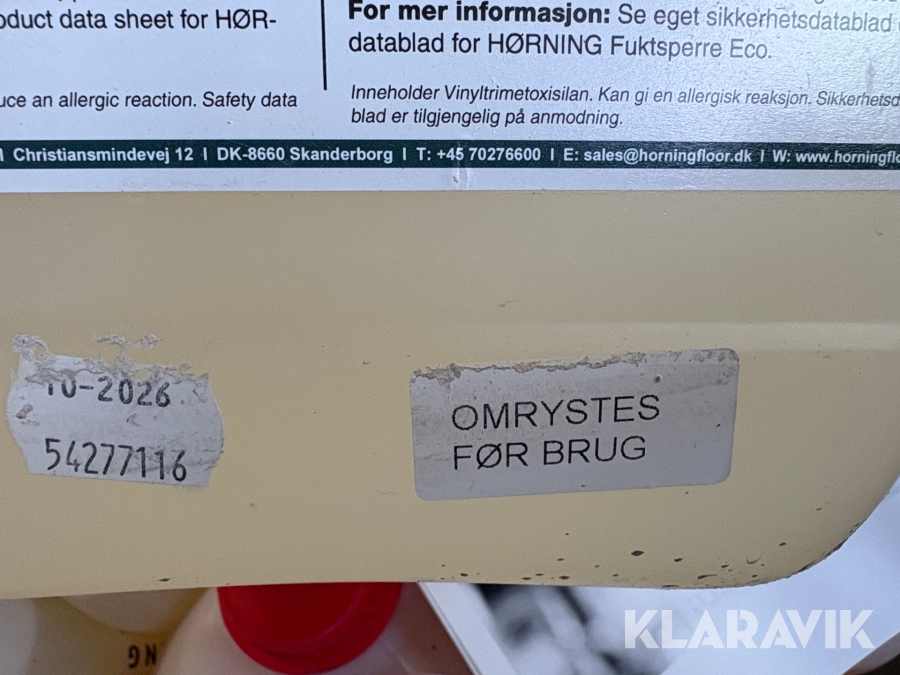 oduct data sheet for HØR-
uce an allergic reaction. Safety data
For mer informasjon: Se eget sikkerhetsdatablad
datablad for HØRNING Fuktsperre Eco.
Inneholder Vinyltrimetoxisilan. Kan gi en allergisk reaksjon. Sikkerhetsd
blad er tilgjengelig på anmodning.
Christiansmindevej 12 | DK-8660 Skanderborg | T: +45 70276600 | E: sales@horningfloor.dk | W: www.horningflo
10-2026
54277116
OMRYSTES
FØR BRUG
NG
KLARAVIK